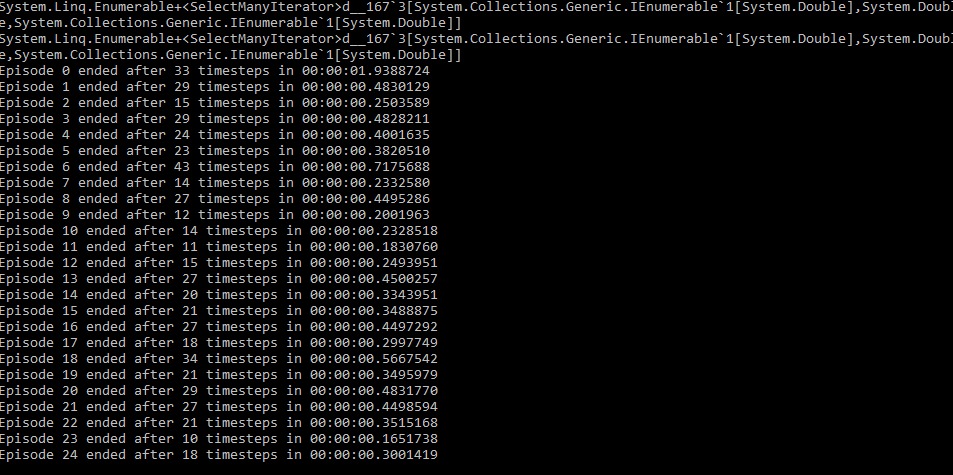 System.Linq.Enumerable+<SelectManyIterator>d__167`3[System.Collections.Generic.IEnumerable`1[System.Double],System.Doubl
e,System.Collections.Generic.IEnumerable`1[System.Double]]
System.Linq.Enumerable+<SelectManyIterator>d__167`3[System.Collections.Generic.IEnumerable`1[System.Double],System.Doubl
e,System.Collections.Generic.IEnumerable`1[System.Double]]
Episode 0 ended after 33 timesteps in 00:00:01.9388724
Episode 1 ended after 29 timesteps in 00:00:00.4830129
Episode 2 ended after 15 timesteps in 00:00:00.2503589
Episode 3 ended after 29 timesteps in 00:00:00.4828211
Episode 4 ended after 24 timesteps in 00:00:00.4001635
Episode 5 ended after 23 timesteps in 00:00:00.3820510
Episode 6 ended after 43 timesteps in 00:00:00.7175688
Episode 7 ended after 14 timesteps in 00:00:00.2332580
Episode 8 ended after 27 timesteps in 00:00:00.4495286
Episode 9 ended after 12 timesteps in 00:00:00.2001963
Episode 10 ended after 14 timesteps in 00:00:00.2328518
Episode 11 ended after 11 timesteps in 00:00:00.1830760
Episode 12 ended after 15 timesteps in 00:00:00.2493951
Episode 13 ended after 27 timesteps in 00:00:00.4500257
Episode 14 ended after 20 timesteps in 00:00:00.3343951
Episode 15 ended after 21 timesteps in 00:00:00.3488875
Episode 16 ended after 27 timesteps in 00:00:00.4497292
Episode 17 ended after 18 timesteps in 00:00:00.2997749
Episode 18 ended after 34 timesteps in 00:00:00.5667542
Episode 19 ended after 21 timesteps in 00:00:00.3495979
Episode 20 ended after 29 timesteps in 00:00:00.4831770
Episode 21 ended after 27 timesteps in 00:00:00.4498594
Episode 22 ended after 21 timesteps in 00:00:00.3515168
Episode 23 ended after 10 timesteps in 00:00:00.1651738
Episode 24 ended after 18 timesteps in 00:00:00.3001419